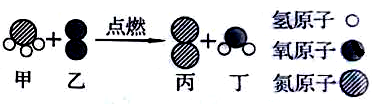 点燃
+
+
甲 乙 丙 丁
氢原子
氧原子
氮原子